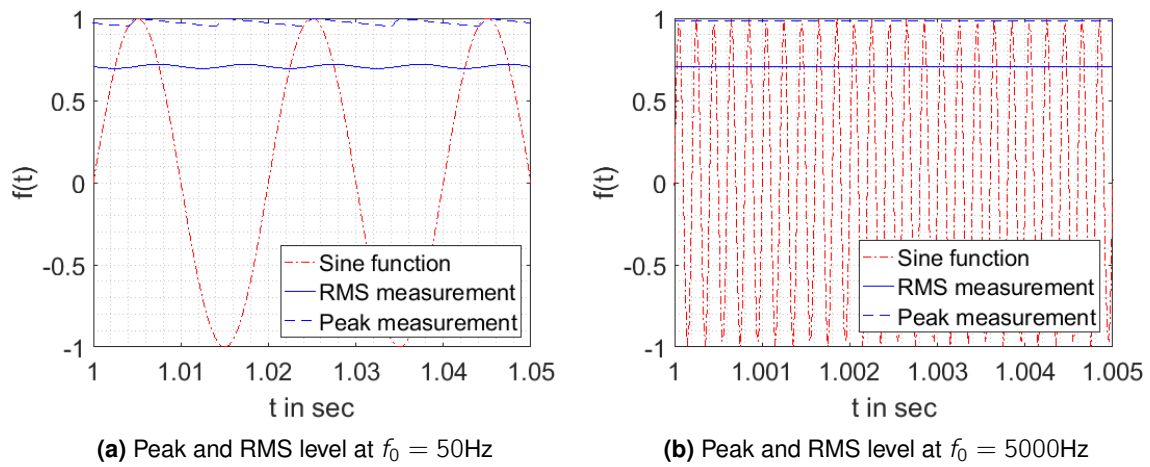 1
0.5
0
-0.5
-1
f(t)
Sine function
RMS measurement
Peak measurement
1 1.01 1.02 1.03 1.04 1.05
t in sec
(a) Peak and RMS level at f₀ = 50Hz
1
0.5
0
-0.5
-1
f(t)
Sine function
RMS measurement
Peak measurement
1 1.001 1.002 1.003 1.004 1.005
t in sec
(b) Peak and RMS level at f₀ = 5000Hz